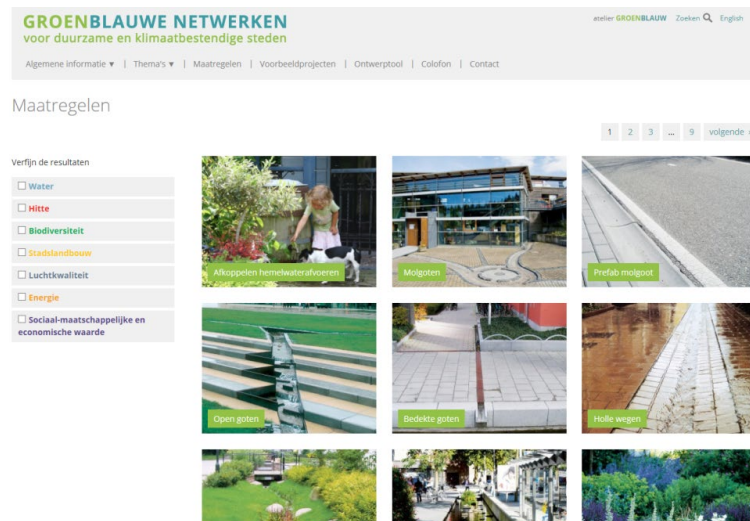 GROENBLAUWE NETWERKEN
voor duurzame en klimaatbestendige steden
atelier GROENBLAUW Zoeken English
Algemene informatie ▼ | Thema's ▼ | Maatregelen | Voorbeeldprojecten | Ontwerptool | Colofon | Contact
Maatregelen
1 2 3 ... 9 volgende
Verfijn de resultaten
Water
Hitte
Biodiversiteit
Stadslandbouw
Luchtkwaliteit
Energie
Sociaal-maatschappelijke en
economische waarde
Afkoppelen hemelwaterafvoeren
Molgoten
Prefab molgoot
Open goten
Bedekte goten
Holle wegen